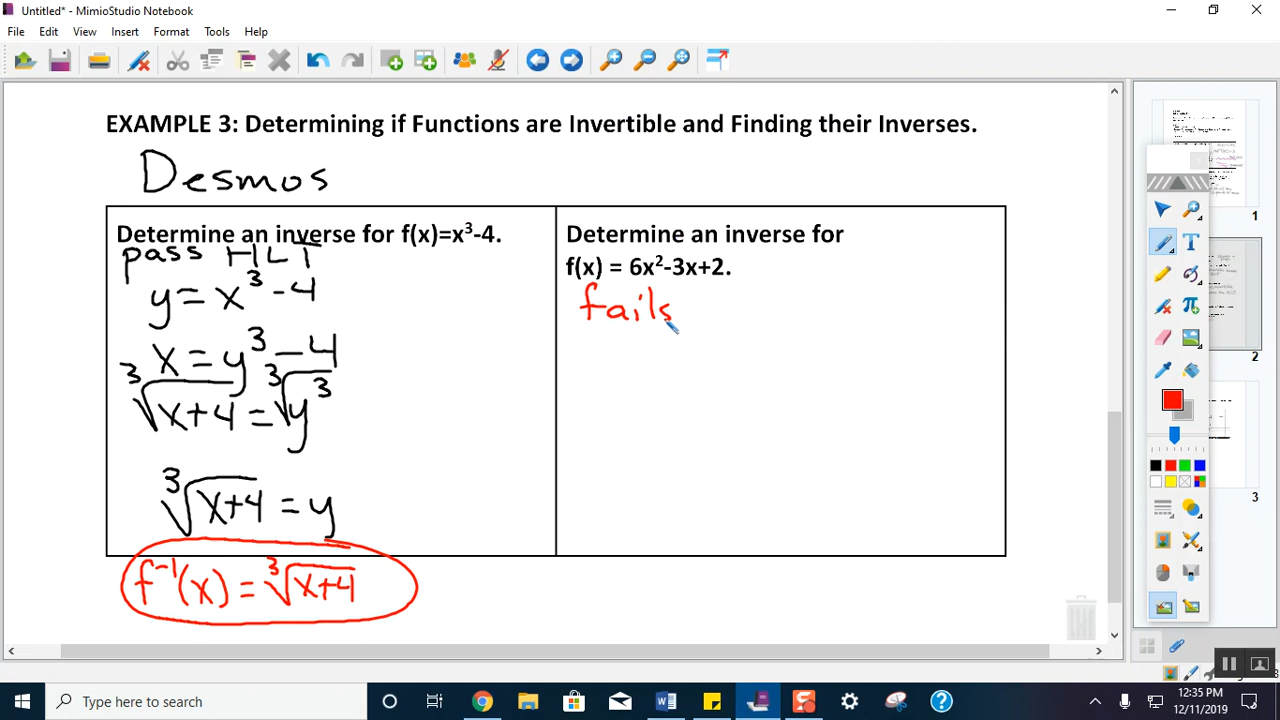 Untitled* - MimioStudio Notebook
File Edit View Insert Format Tools Help
EXAMPLE 3: Determining if Functions are Invertible and Finding their Inverses.
Desmos
Determine an inverse for f(x)=x³-4.
pass HLT
y = x³ - 4
x = y³ - 4
∛(x+4) = ∛(y³)
∛(x+4) = y
f⁻¹(x) = ∛(x+4)
Determine an inverse for
f(x) = 6x²-3x+2.
fails
1
2
3
Type here to search
12:35 PM
12/11/2019